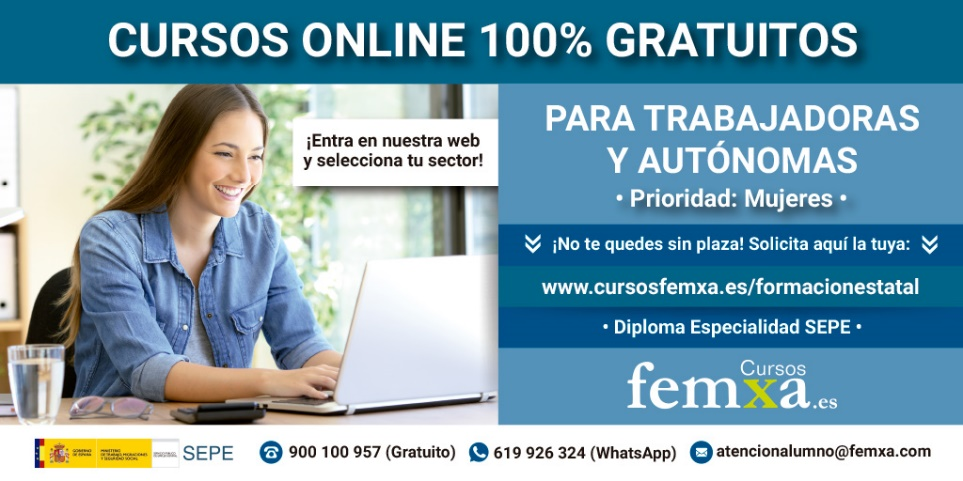 CURSOS ONLINE 100% GRATUITOS
¡Entra en nuestra web
y selecciona tu sector!
PARA TRABAJADORAS
Y AUTÓNOMAS
• Prioridad: Mujeres •
¡No te quedes sin plaza! Solicita aquí la tuya:
www.cursosfemxa.es/formacionestatal
• Diploma Especialidad SEPE •
Cursos
femxa.es
GOBIERNO
DE ESPAÑA
MINISTERIO
DE TRABAJO, MIGRACIONES
Y SEGURIDAD SOCIAL
SEPE
900 100 957 (Gratuito)
619 926 324 (WhatsApp)
atencionalumno@femxa.com